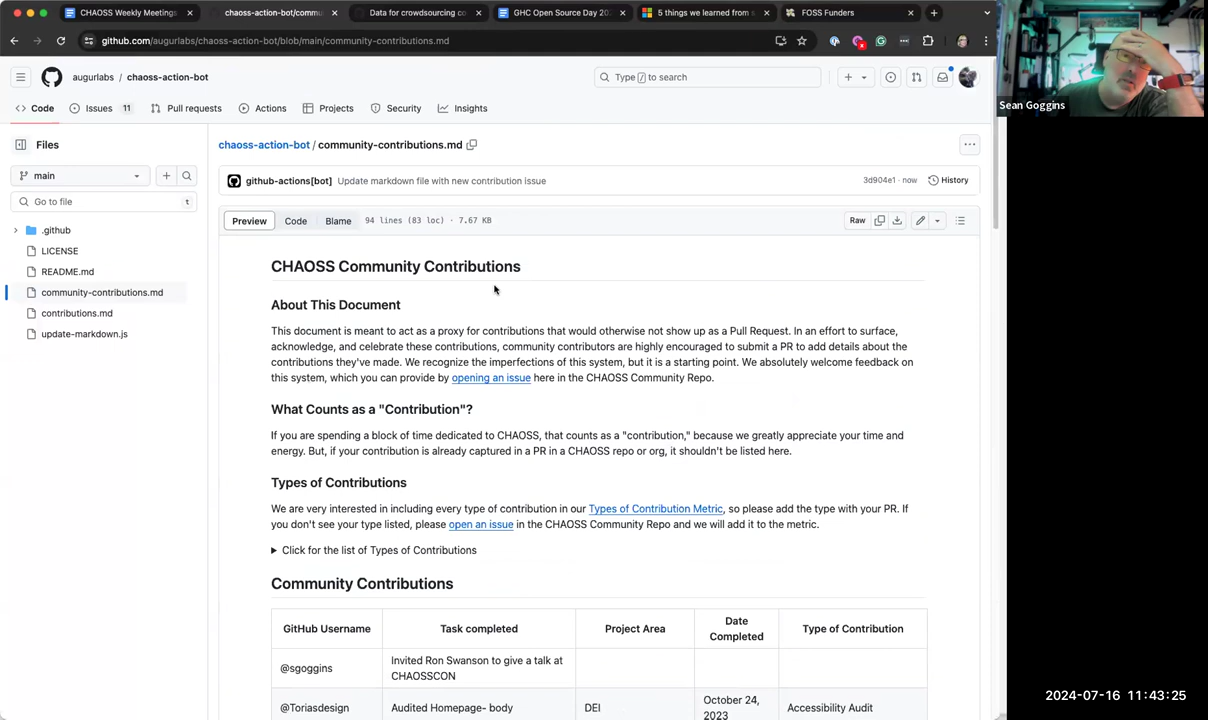 CHAOSS Weekly Meetings
chaoss-action-bot/commu
Data for crowdsourcing co
GHC Open Source Day 202
5 things we learned from s
FOSS Funders
github.com/augurlabs/chaoss-action-bot/blob/main/community-contributions.md
augurlabs / chaoss-action-bot
Type / to search
Code
Issues 11
Pull requests
Actions
Projects
Security
Insights
Sean Goggins
Files
main
Go to file
t
.github
LICENSE
README.md
community-contributions.md
contributions.md
update-markdown.js
chaoss-action-bot / community-contributions.md
github-actions[bot] Update markdown file with new contribution issue
3d904e1 · now
History
Preview
Code
Blame
94 lines (83 loc) · 7.67 KB
Raw
CHAOSS Community Contributions
About This Document
This document is meant to act as a proxy for contributions that would otherwise not show up as a Pull Request. In an effort to surface,
acknowledge, and celebrate these contributions, community contributors are highly encouraged to submit a PR to add details about the
contributions they've made. We recognize the imperfections of this system, but it is a starting point. We absolutely welcome feedback on
this system, which you can provide by opening an issue here in the CHAOSS Community Repo.
What Counts as a "Contribution"?
If you are spending a block of time dedicated to CHAOSS, that counts as a "contribution," because we greatly appreciate your time and
energy. But, if your contribution is already captured in a PR in a CHAOSS repo or org, it shouldn't be listed here.
Types of Contributions
We are very interested in including every type of contribution in our Types of Contribution Metric, so please add the type with your PR. If
you don't see your type listed, please open an issue in the CHAOSS Community Repo and we will add it to the metric.
Click for the list of Types of Contributions
Community Contributions
GitHub Username
Task completed
Project Area
Date
Completed
Type of Contribution
@sgoggins
Invited Ron Swanson to give a talk at
CHAOSSCON
@Toriasdesign
Audited Homepage- body
DEI
October 24,
2023
Accessibility Audit
2024-07-16 11:43:25